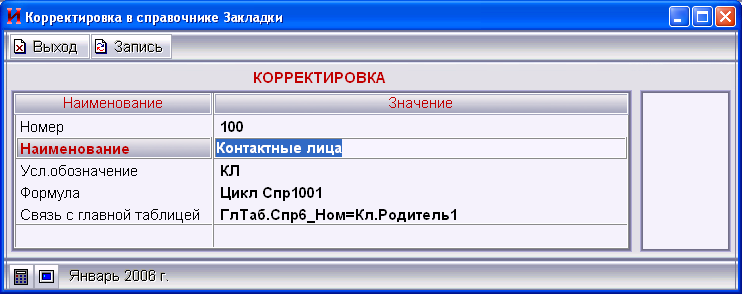 Корректировка в справочнике Закладки
Выход Запись
КОРРЕКТИРОВКА
Наименование Значение
Номер 100
Наименование Контактные лица
Усл.обозначение КЛ
Формула Цикл Спр1001
Связь с главной таблицей ГлТаб.Спр6_Ном=Кл.Родитель1
Январь 2006 г.